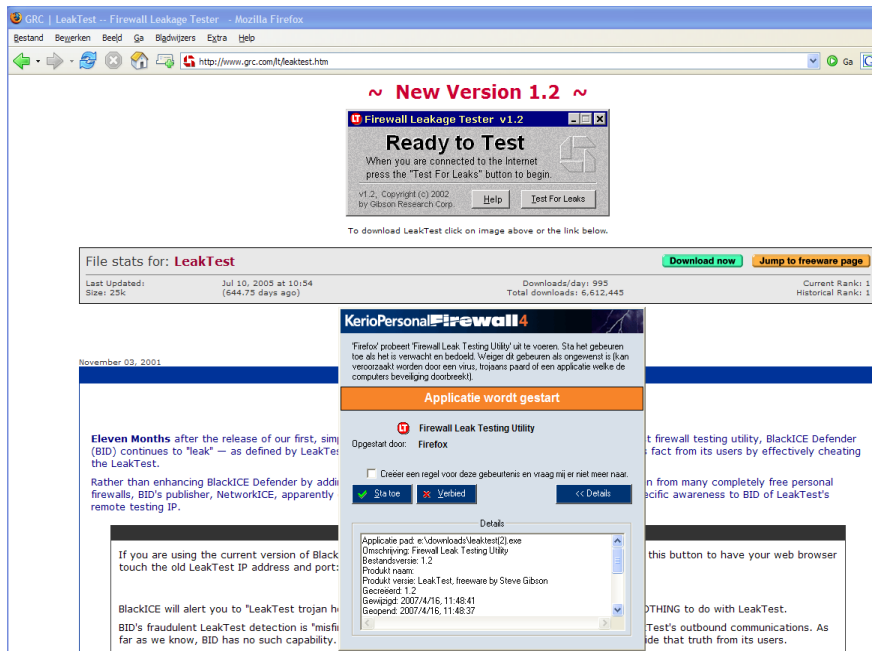 GRC | LeakTest -- Firewall Leakage Tester - Mozilla Firefox
Bestand Bewerken Beeld Ga Bladwijzers Extra Help
http://www.grc.com/lt/leaktest.htm Ga
~ New Version 1.2 ~
Firewall Leakage Tester v1.2
Ready to Test
When you are connected to the Internet
press the "Test For Leaks" button to begin.
v1.2, Copyright (c) 2002
by Gibson Research Corp.
Help Test For Leaks
To download LeakTest click on image above or the link below.
File stats for: LeakTest Download now Jump to freeware page
Last Updated: Jul 10, 2005 at 10:54 Downloads/day: 995 Current Rank: 1
Size: 25k (644.75 days ago) Total downloads: 6,612,445 Historical Rank: 1
KerioPersonalFirewall4
'Firefox' probeert 'Firewall Leak Testing Utility' uit te voeren. Sta het gebeuren
toe als het is verwacht en bedoeld. Weiger dit gebeuren als ongewenst is (kan
veroorzaakt worden door een virus, trojaans paard of een applicatie welke de
computers beveiliging doorbreekt).
Applicatie wordt gestart
Firewall Leak Testing Utility
Opgestart door: Firefox
Creëer een regel voor deze gebeurtenis en vraag mij er niet meer naar.
Sta toe Verbied << Details
Details
Applicatie pad: e:\downloads\leaktest(2).exe
Omschrijving: Firewall Leak Testing Utility
Bestandsversie: 1.2
Produkt naam:
Produkt versie: LeakTest, freeware by Steve Gibson
Gecreëerd: 1.2
Gewijzigd: 2007/4/16, 11:48:41
Geopend: 2007/4/16, 11:48:37
November 03, 2001
Eleven Months after the release of our first, sim t firewall testing utility, BlackICE Defender
(BID) continues to "leak" — as defined by LeakTes s fact from its users by effectively cheating
the LeakTest.
Rather than enhancing BlackICE Defender by addi n from many completely free personal
firewalls, BID's publisher, NetworkICE, apparently ecific awareness to BID of LeakTest's
remote testing IP.
If you are using the current version of Black this button to have your web browser
touch the old LeakTest IP address and port:
BlackICE will alert you to "LeakTest trojan h OTHING to do with LeakTest.
BID's fraudulent LeakTest detection is "misfi Test's outbound communications. As
far as we know, BID has no such capability. ide that truth from its users.